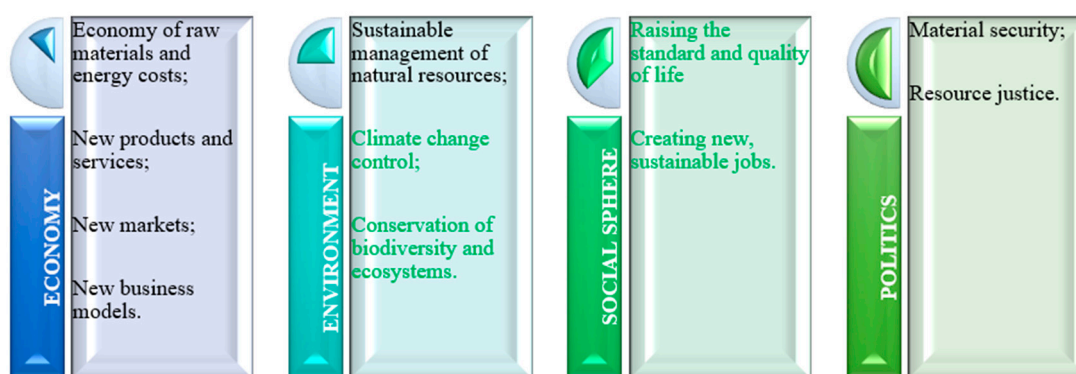 ECONOMY
Economy of raw
materials and
energy costs;
New products and
services;
New markets;
New business
models.
ENVIRONMENT
Sustainable
management of
natural resources;
Climate change
control;
Conservation of
biodiversity and
ecosystems.
SOCIAL SPHERE
Raising the
standard and quality
of life
Creating new,
sustainable jobs.
POLITICS
Material security;
Resource justice.